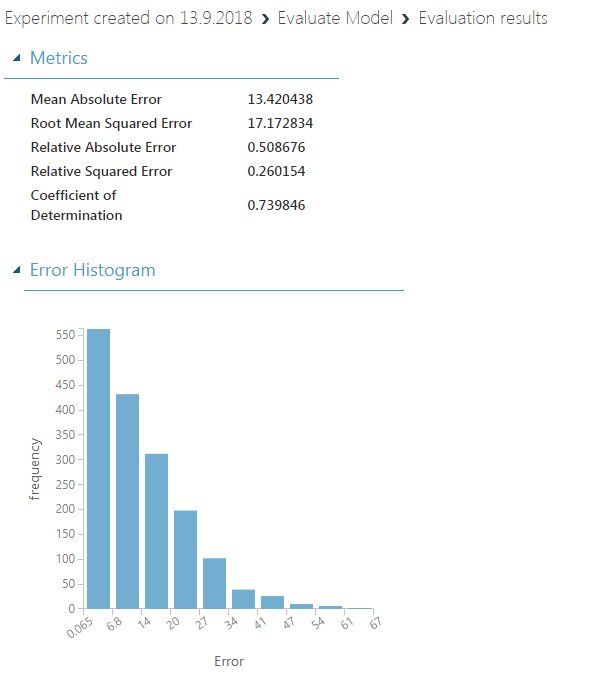 Experiment created on 13.9.2018 › Evaluate Model › Evaluation results
Metrics
Mean Absolute Error 13.420438
Root Mean Squared Error 17.172834
Relative Absolute Error 0.508676
Relative Squared Error 0.260154
Coefficient of
Determination 0.739846
Error Histogram
550
500
450
400
350
300
250
200
150
100
50
0
frequency
0.065 6.8 14 20 27 34 41 47 54 61 67
Error